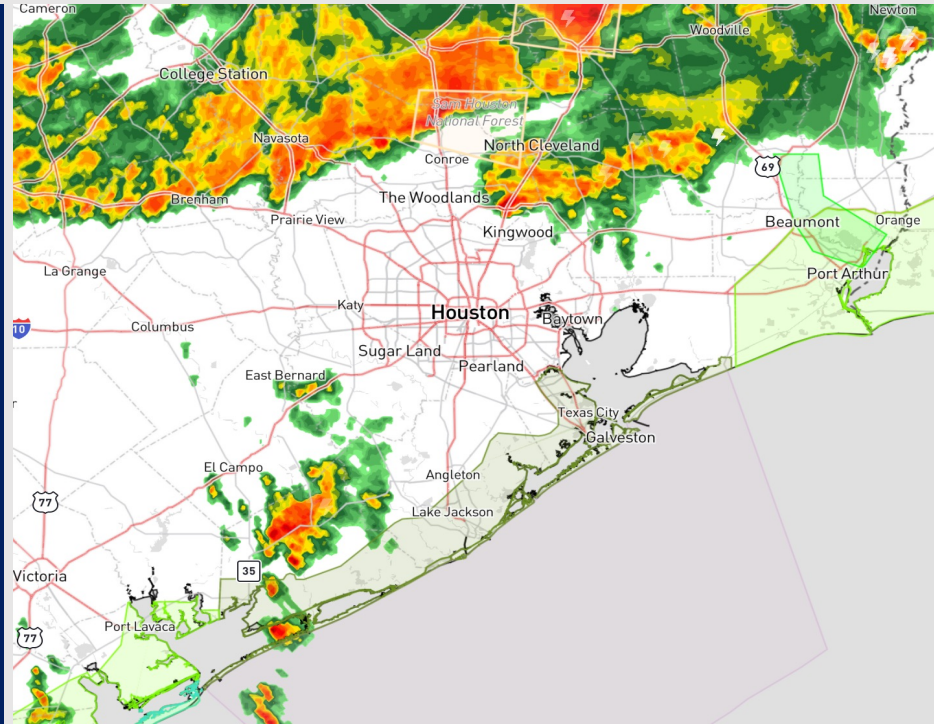 Cameron
Newton
Woodville
College Station
Sam Houston
National Forest
Navasota
North Cleveland
Conroe
69
Brenham
The Woodlands
Prairie View
Beaumont
Orange
Kingwood
La Grange
Port Arthur
Katy
Houston
Baytown
10
Columbus
Sugar Land
Pearland
East Bernard
r
Texas City
Galveston
El Campo
Angleton
77
Lake Jackson
35
Victoria
Port Lavaca
77